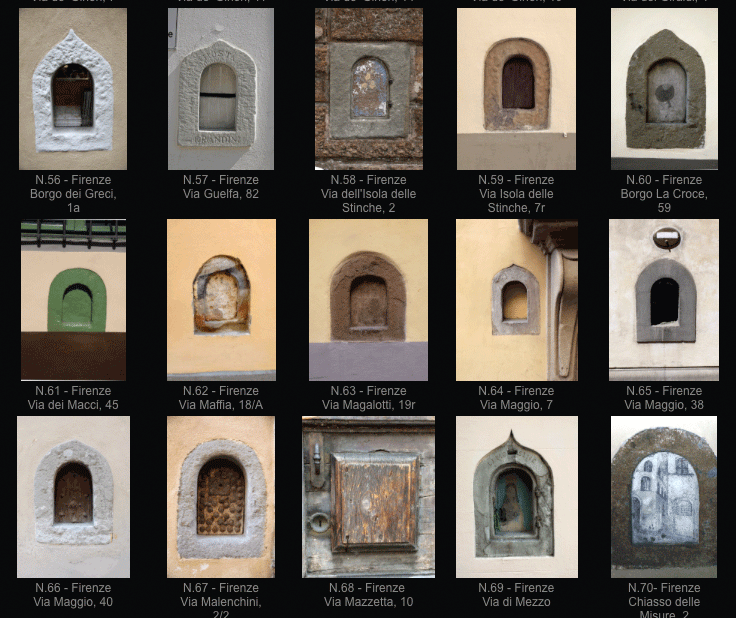 N.56 - Firenze
Borgo dei Greci,
1a
N.57 - Firenze
Via Guelfa, 82
N.58 - Firenze
Via dell'Isola delle
Stinche, 2
N.59 - Firenze
Via Isola delle
Stinche, 7r
N.60 - Firenze
Borgo La Croce,
59
N.61 - Firenze
Via dei Macci, 45
N.62 - Firenze
Via Maffia, 18/A
N.63 - Firenze
Via Magalotti, 19r
N.64 - Firenze
Via Maggio, 7
N.65 - Firenze
Via Maggio, 38
N.66 - Firenze
Via Maggio, 40
N.67 - Firenze
Via Malenchini,
2/2
N.68 - Firenze
Via Mazzetta, 10
N.69 - Firenze
Via di Mezzo
N.70- Firenze
Chiasso delle
Misure, 2